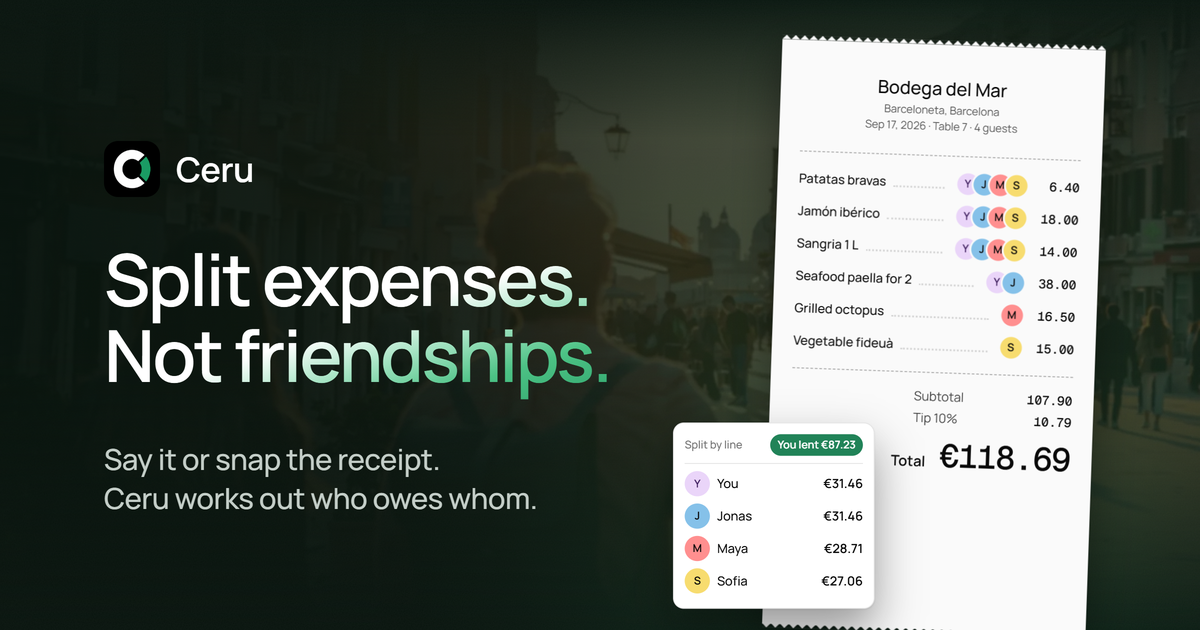 Ceru
Split expenses.
Not friendships.
Say it or snap the receipt.
Ceru works out who owes whom.
Bodega del Mar
Barceloneta, Barcelona
Sep 17, 2026 · Table 7 · 4 guests
Patatas bravas Y J M S 6.40
Jamón ibérico Y J M S 18.00
Sangria 1 L Y J M S 14.00
Seafood paella for 2 Y J 38.00
Grilled octopus M 16.50
Vegetable fideuà S 15.00
Subtotal 107.90
Tip 10% 10.79
Total €118.69
Split by line You lent €87.23
Y You €31.46
J Jonas €31.46
M Maya €28.71
S Sofia €27.06